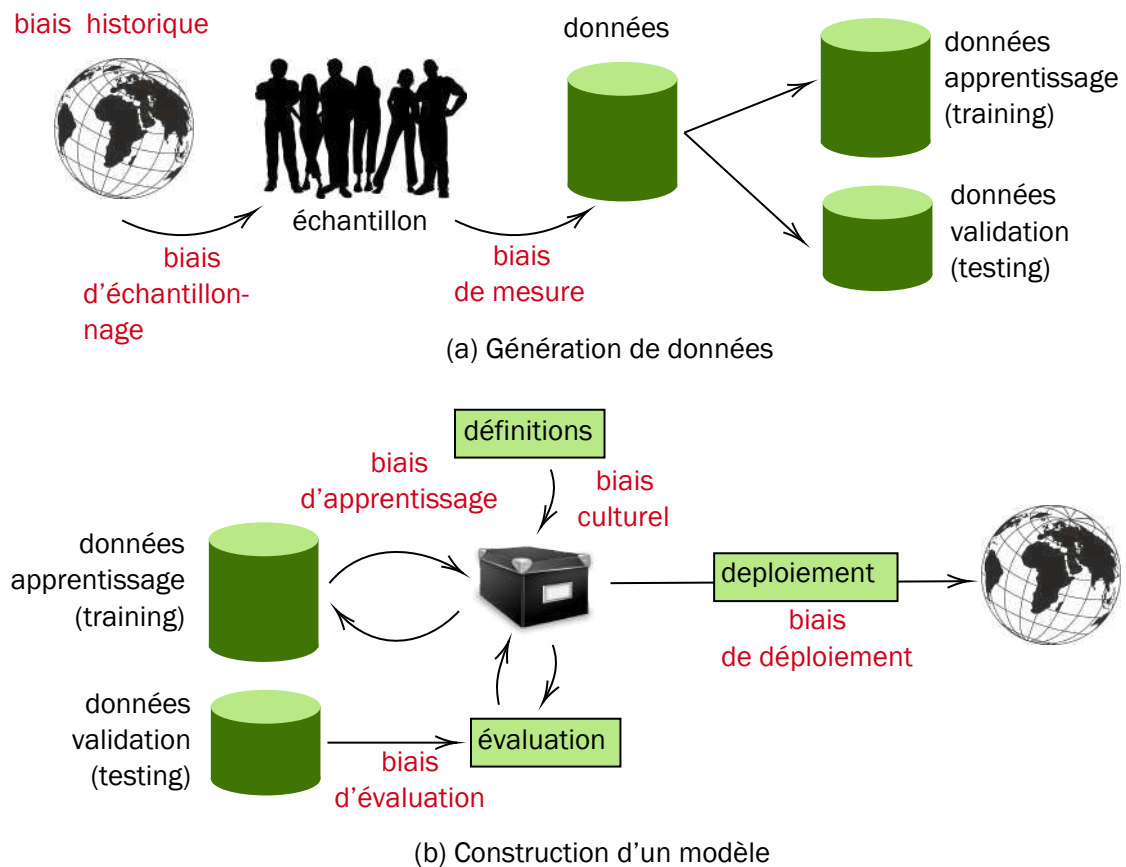 biais historique
données
données
apprentissage
(training)
échantillon
données
validation
(testing)
biais
d'échantillon-
nage
biais
de mesure
(a) Génération de données
définitions
biais
d'apprentissage
biais
culturel
données
apprentissage
(training)
deploiement
biais
de déploiement
données
validation
(testing)
évaluation
biais
d'évaluation
(b) Construction d'un modèle